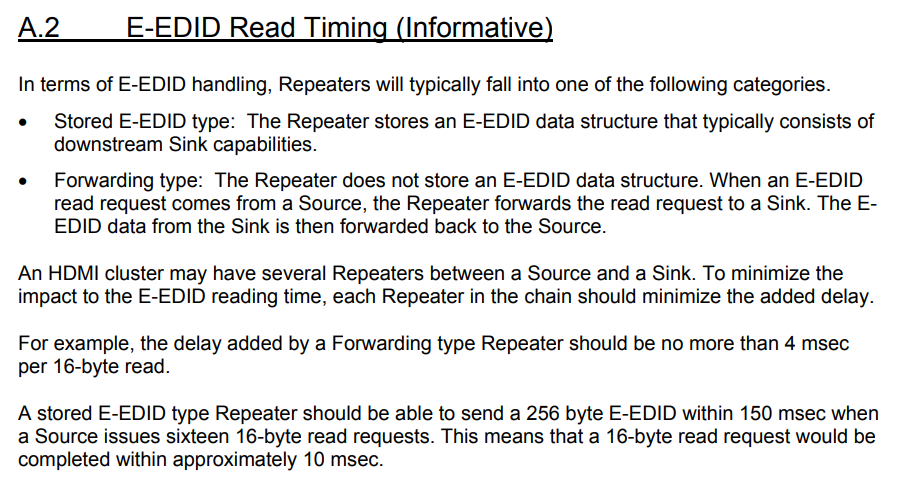 A.2 E-EDID Read Timing (Informative)
In terms of E-EDID handling, Repeaters will typically fall into one of the following categories.
• Stored E-EDID type: The Repeater stores an E-EDID data structure that typically consists of
downstream Sink capabilities.
• Forwarding type: The Repeater does not store an E-EDID data structure. When an E-EDID
read request comes from a Source, the Repeater forwards the read request to a Sink. The E-
EDID data from the Sink is then forwarded back to the Source.
An HDMI cluster may have several Repeaters between a Source and a Sink. To minimize the
impact to the E-EDID reading time, each Repeater in the chain should minimize the added delay.
For example, the delay added by a Forwarding type Repeater should be no more than 4 msec
per 16-byte read.
A stored E-EDID type Repeater should be able to send a 256 byte E-EDID within 150 msec when
a Source issues sixteen 16-byte read requests. This means that a 16-byte read request would be
completed within approximately 10 msec.